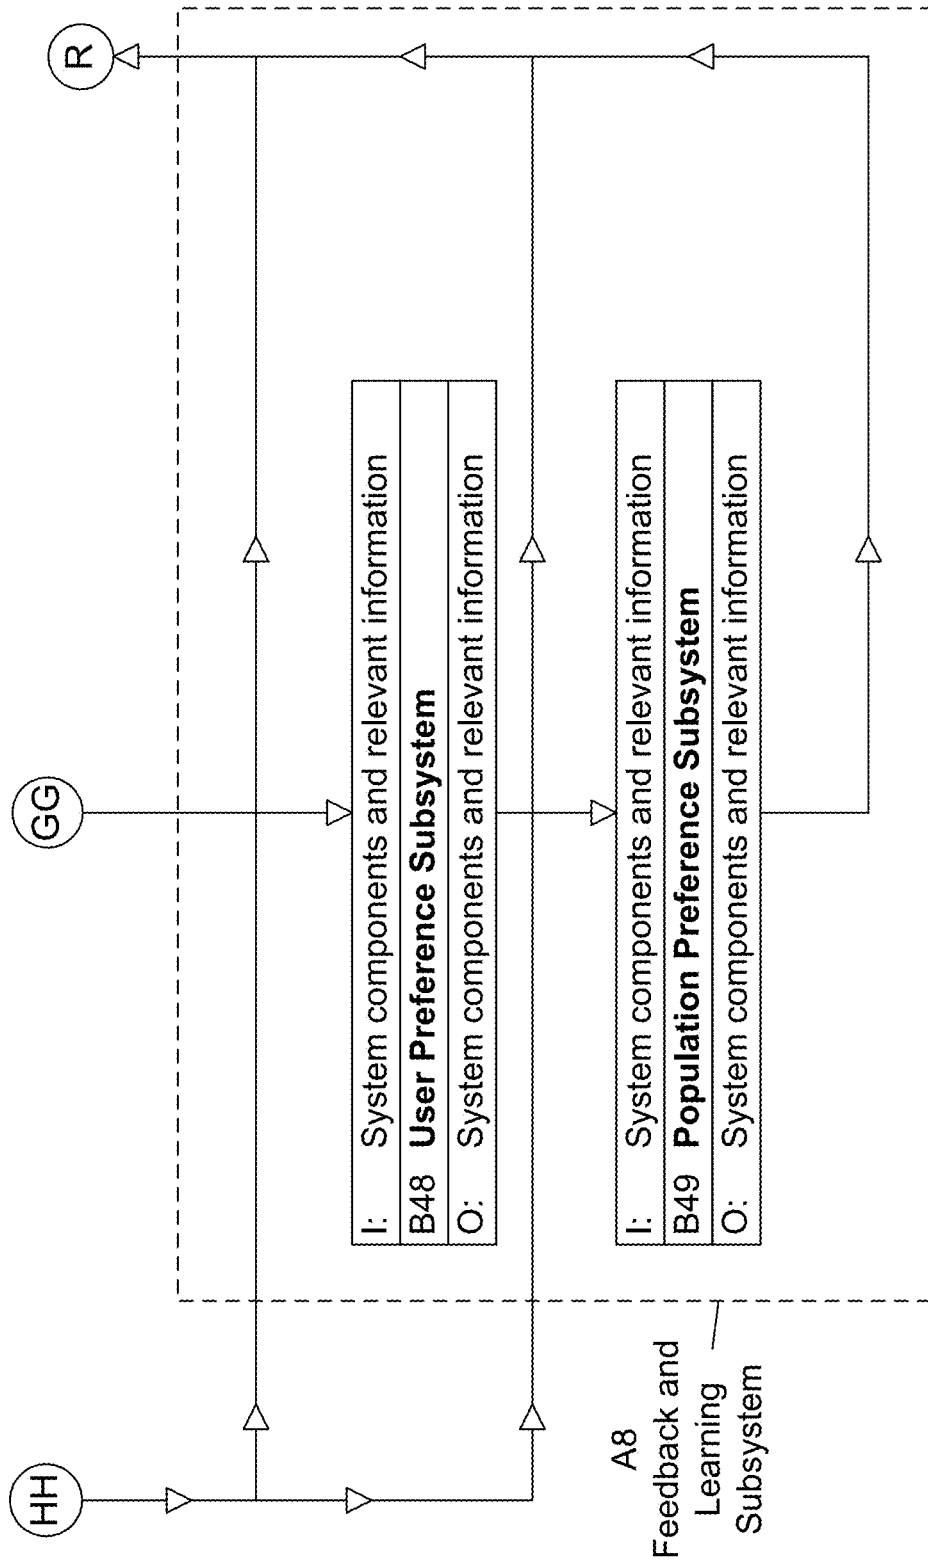 HH
GG
R
I: System components and relevant information
B48 User Preference Subsystem
O: System components and relevant information
A8
Feedback and
Learning
Subsystem
I: System components and relevant information
B49 Population Preference Subsystem
O: System components and relevant information